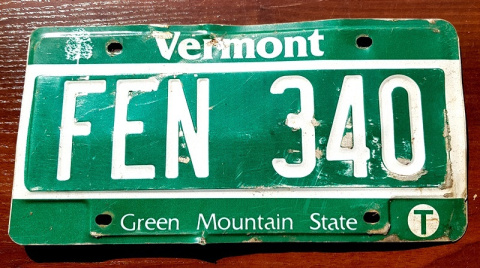 Vermont
FEN 340
Green Mountain State T